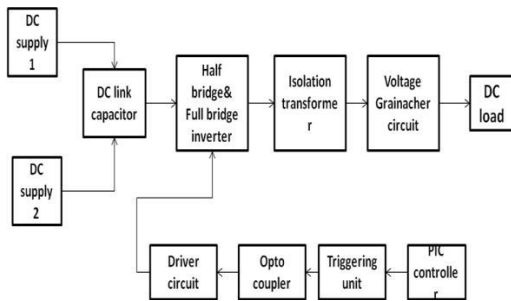 DC
supply
1
DC link
capacitor
DC
supply
2
Half
bridge&
Full bridge
inverter
Isolation
transforme
r
Voltage
Grainacher
circuit
DC
load
Driver
circuit
Opto
coupler
Triggering
unit
PIC
controlle
r